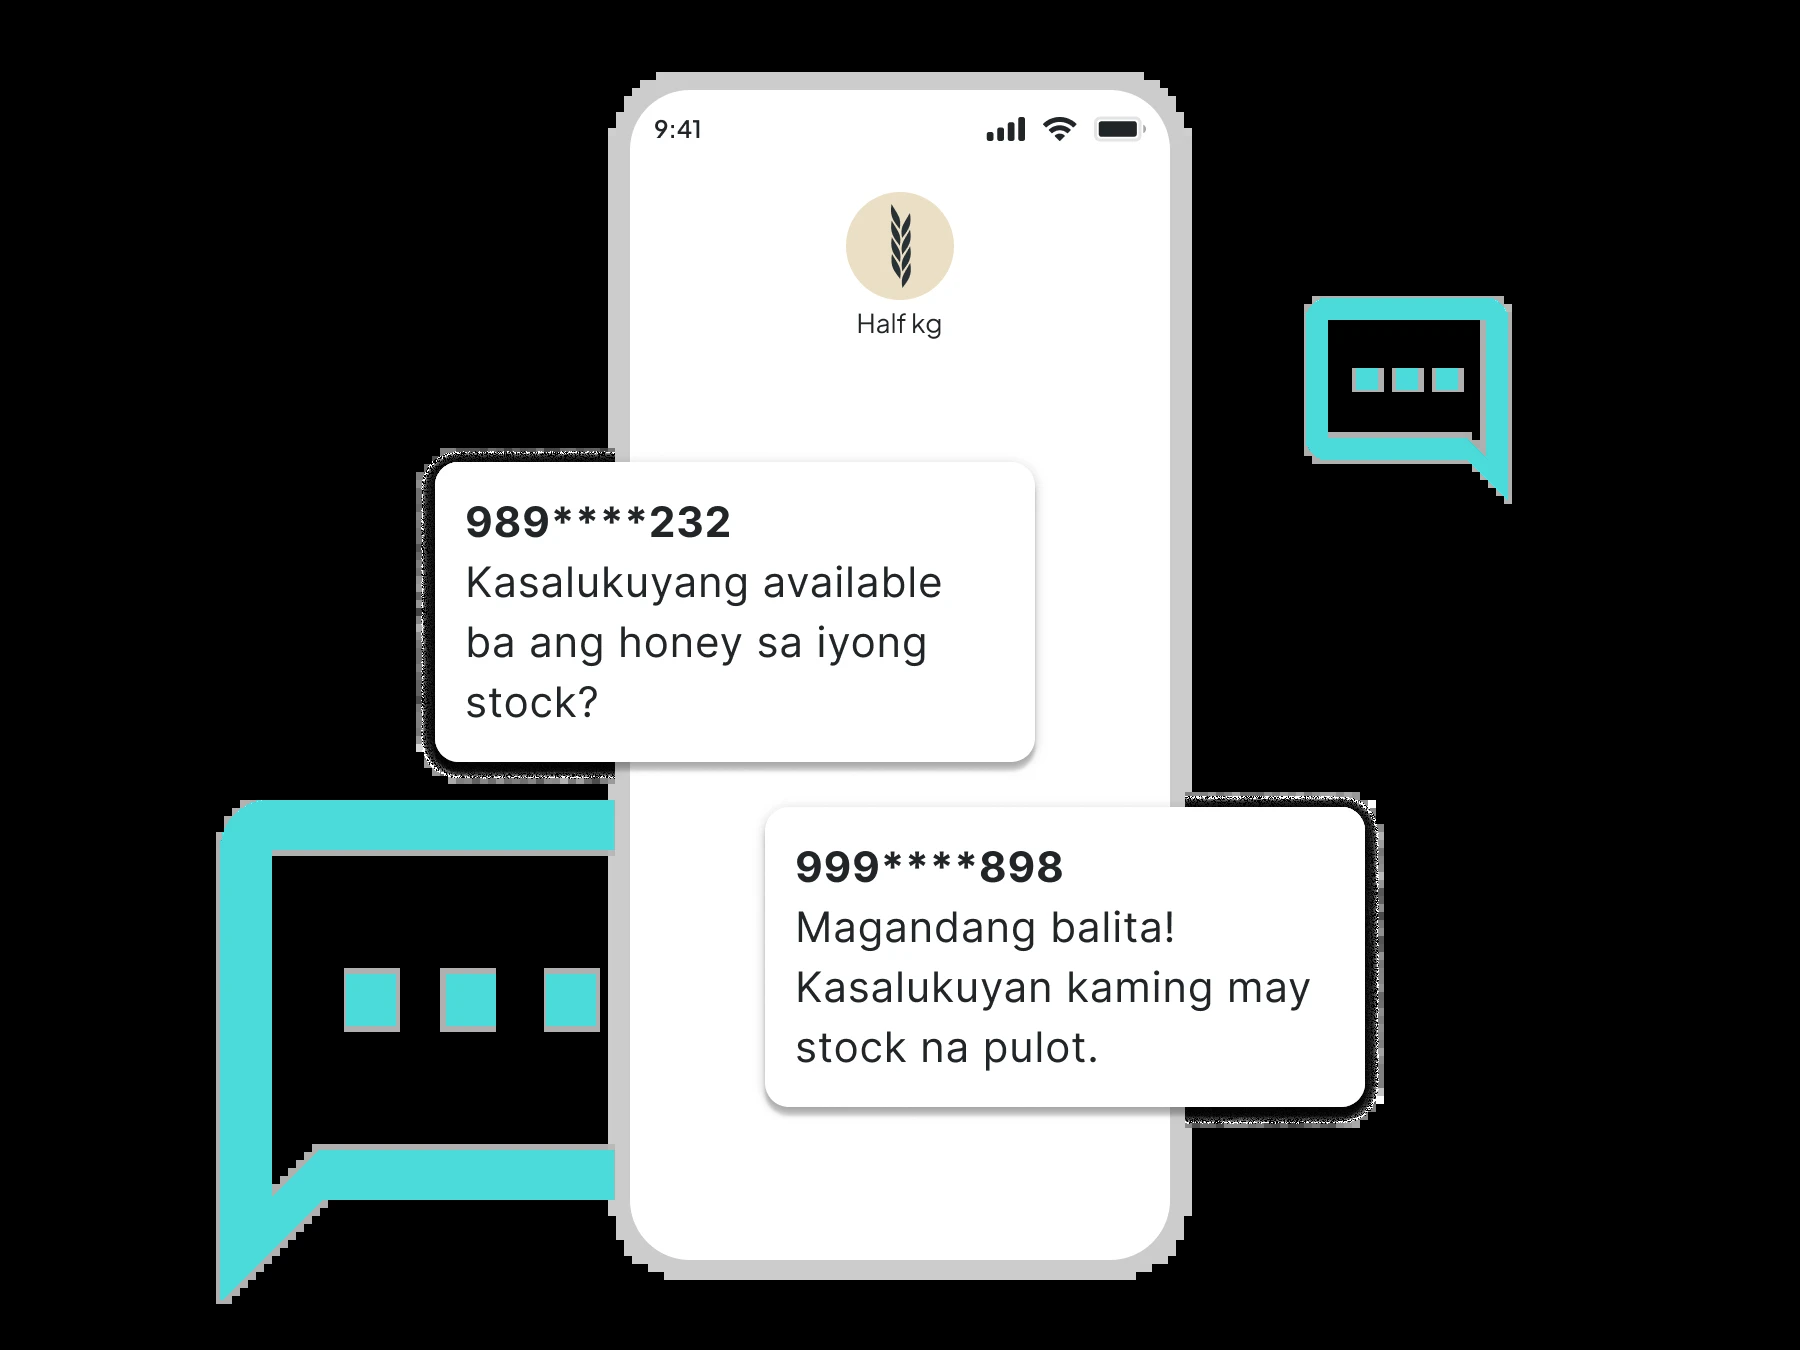 9:41
Half kg
989****232
Kasalukuyang available
ba ang honey sa iyong
stock?
999****898
Magandang balita!
Kasalukuyan kaming may
stock na pulot.